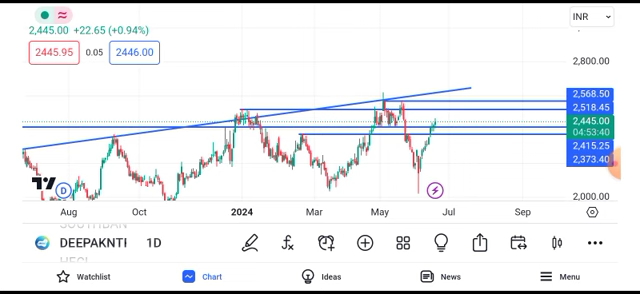 INR
2,445.00 +22.65 (+0.94%)
2445.95 0.05 2446.00
2,800.00
2,568.50
2,518.45
2,445.00
04:53:40
2,415.25
2,373.40
2,000.00
D
Aug Oct 2024 Mar May Jul Sep
DEEPAKNTI 1D
Watchlist Chart Ideas News Menu